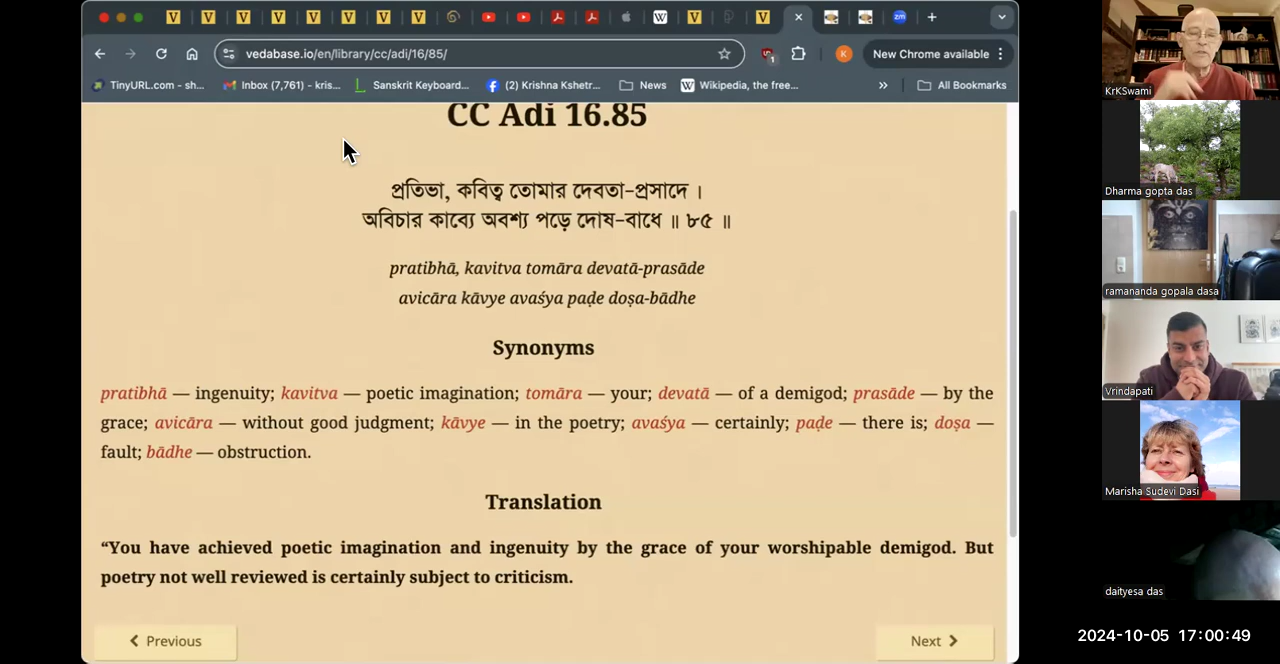 vedabase.io/en/library/cc/adi/16/85/
K
New Chrome available
TinyURL.com - sh...
Inbox (7,761) - kris...
Sanskrit Keyboard...
(2) Krishna Kshetr...
News
Wikipedia, the free...
»
All Bookmarks
CC Adi 16.85
প্রতিভা, কবিত্ব তোমার দেবতা-প্রসাদে ।
অবিচার কাব্যে অবশ্য পড়ে দোষ-বাধে ॥ ৮৫ ॥
pratibhā, kavitva tomāra devatā-prasāde
avicāra kāvye avaśya paḍe doṣa-bādhe
Synonyms
pratibhā — ingenuity; kavitva — poetic imagination; tomāra — your; devatā — of a demigod; prasāde — by the
grace; avicāra — without good judgment; kāvye — in the poetry; avaśya — certainly; paḍe — there is; doṣa —
fault; bādhe — obstruction.
Translation
“You have achieved poetic imagination and ingenuity by the grace of your worshipable demigod. But
poetry not well reviewed is certainly subject to criticism.
Previous
Next
KrKSwami
Dharma gopta das
ramananda gopala dasa
Vrindapati
Marisha Sudevi Dasi
daityesa das
2024-10-05 17:00:49